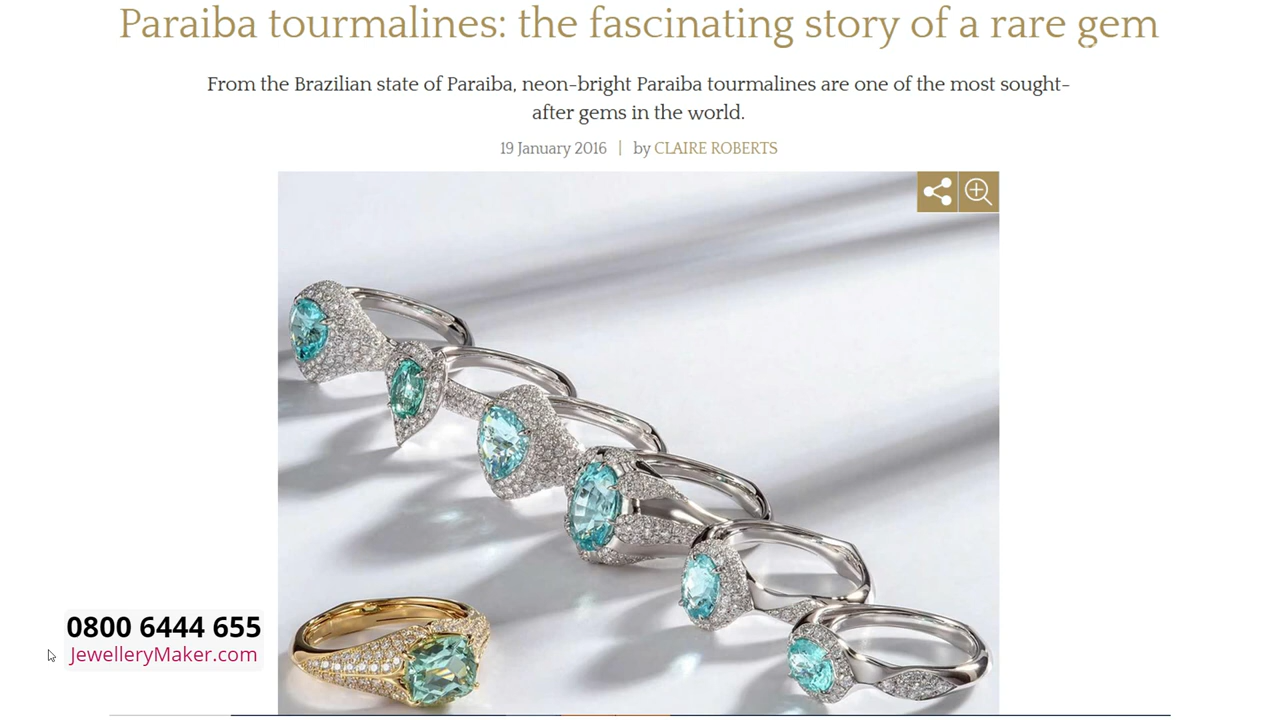 Paraiba tourmalines: the fascinating story of a rare gem
From the Brazilian state of Paraiba, neon-bright Paraiba tourmalines are one of the most sought-
after gems in the world.
19 January 2016 | by CLAIRE ROBERTS
0800 6444 655
JewelleryMaker.com